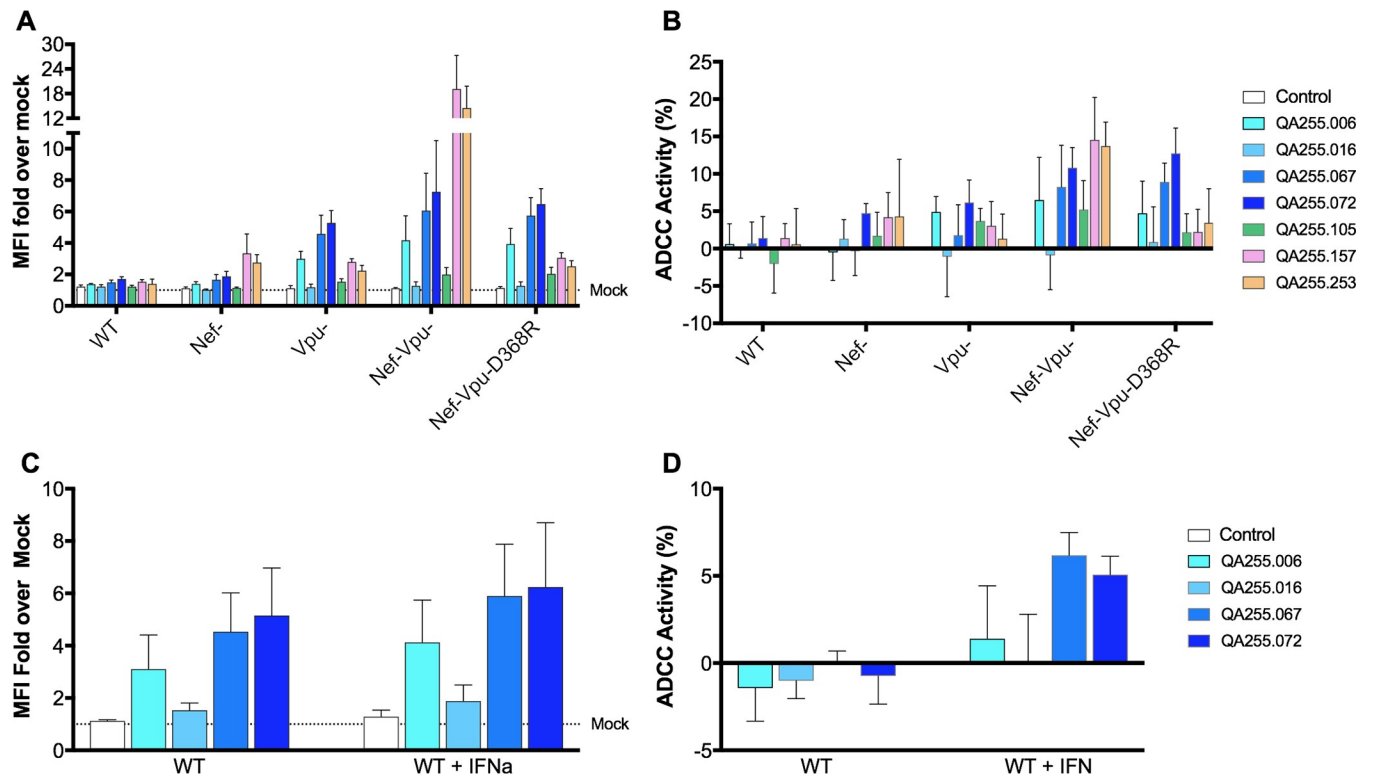 A
MFI fold over mock
30
24
18
12
10
8
6
4
2
0
Mock
WT
Nef-
Vpu-
Nef-Vpu-
Nef-Vpu-D368R
B
ADCC Activity (%)
25
20
15
10
5
0
-5
-10
WT
Nef-
Vpu-
Nef-Vpu-
Nef-Vpu-D368R
Control
QA255.006
QA255.016
QA255.067
QA255.072
QA255.105
QA255.157
QA255.253
C
MFI Fold over Mock
10
8
6
4
2
0
Mock
WT
WT + IFNa
D
ADCC Activity (%)
10
5
0
-5
WT
WT + IFN
Control
QA255.006
QA255.016
QA255.067
QA255.072